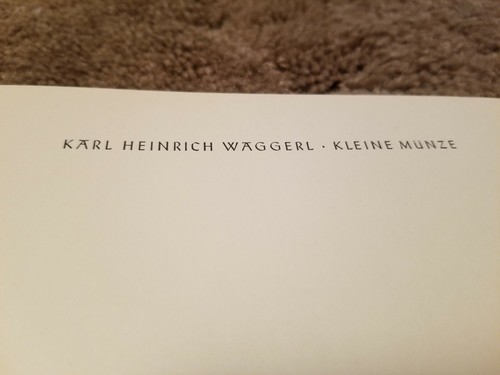 KARL HEINRICH WAGGERL · KLEINE MÜNZE